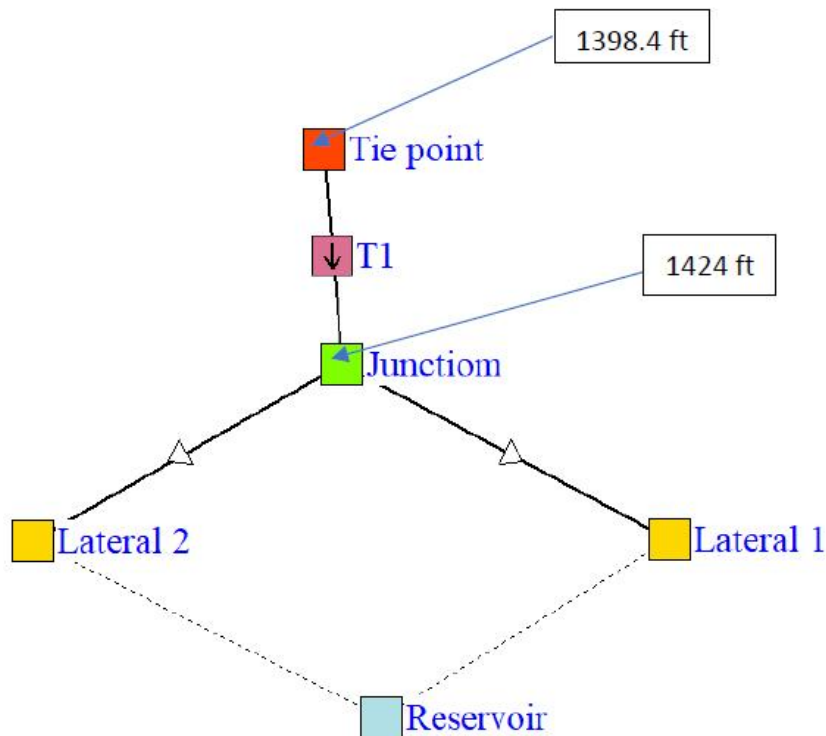 1398.4 ft
Tie point
T1
1424 ft
Junctiom
Lateral 2
Lateral 1
Reservoir